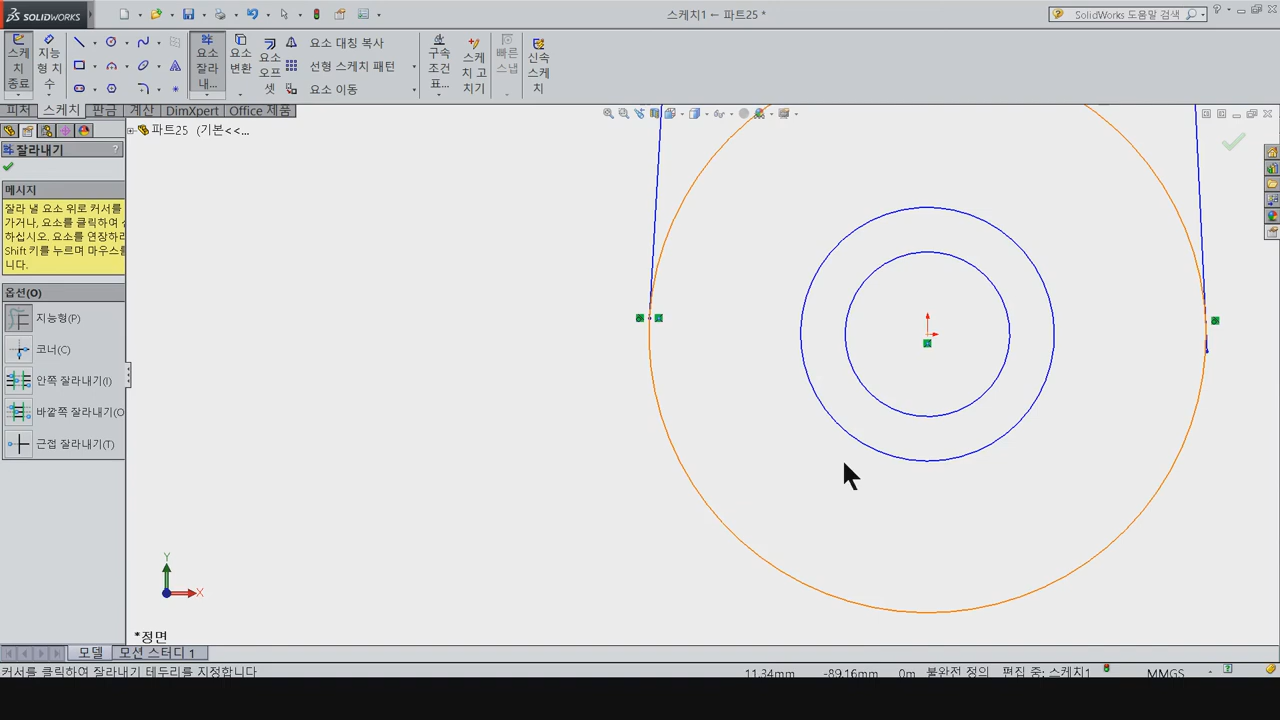 SOLIDWORKS
스케치1 ← 파트25 *
SolidWorks 도움말 검색
스케치 종료
지능형 치수
요소 잘라내...
요소 변환
요소 오프셋
요소 대칭 복사
선형 스케치 패턴
요소 이동
구속조건 표...
스케치 고치기
빠른 스냅
신속 스케치
피처
스케치
판금
계산
DimXpert
Office 제품
파트25 (기본<<...
잘라내기
?
메시지
잘라 낼 요소 위로 커서를
가거나, 요소를 클릭하여 선
하십시오. 요소를 연장하려
Shift 키를 누르며 마우스를
니다.
옵션(O)
지능형(P)
코너(C)
안쪽 잘라내기(I)
바깥쪽 잘라내기(O
근접 잘라내기(T)
Y
X
*정면
모델
모션 스터디 1
커서를 클릭하여 잘라내기 테두리를 지정합니다
11.34mm
-89.16mm
0m
불완전 정의
편집 중: 스케치1
MMGS